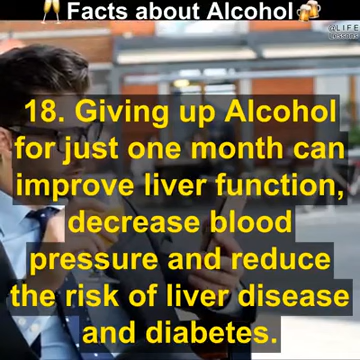 🥂Facts about Alcohol🍻
@LIFE
Lessons
18. Giving up Alcohol
for just one month can
improve liver function,
decrease blood
pressure and reduce
the risk of liver disease
and diabetes.